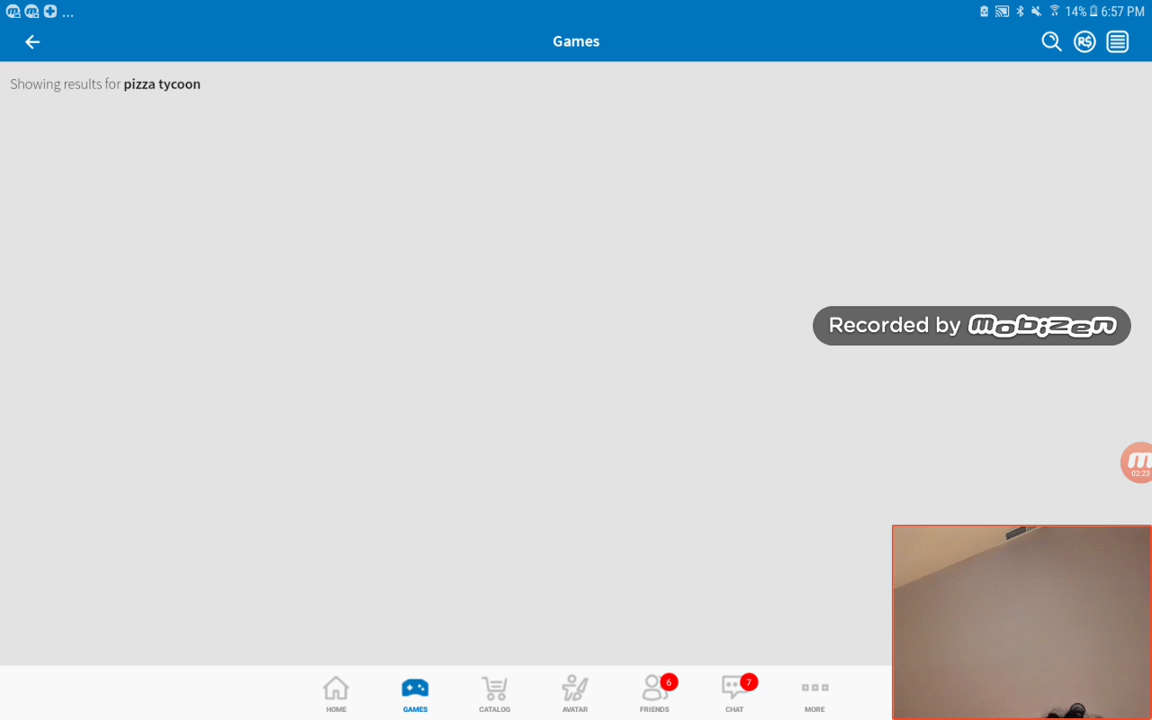 ... 14% 6:57 PM
Games
R$
Showing results for pizza tycoon
Recorded by mobizen
m
02:23
6
7
HOME
GAMES
CATALOG
AVATAR
FRIENDS
CHAT
MORE